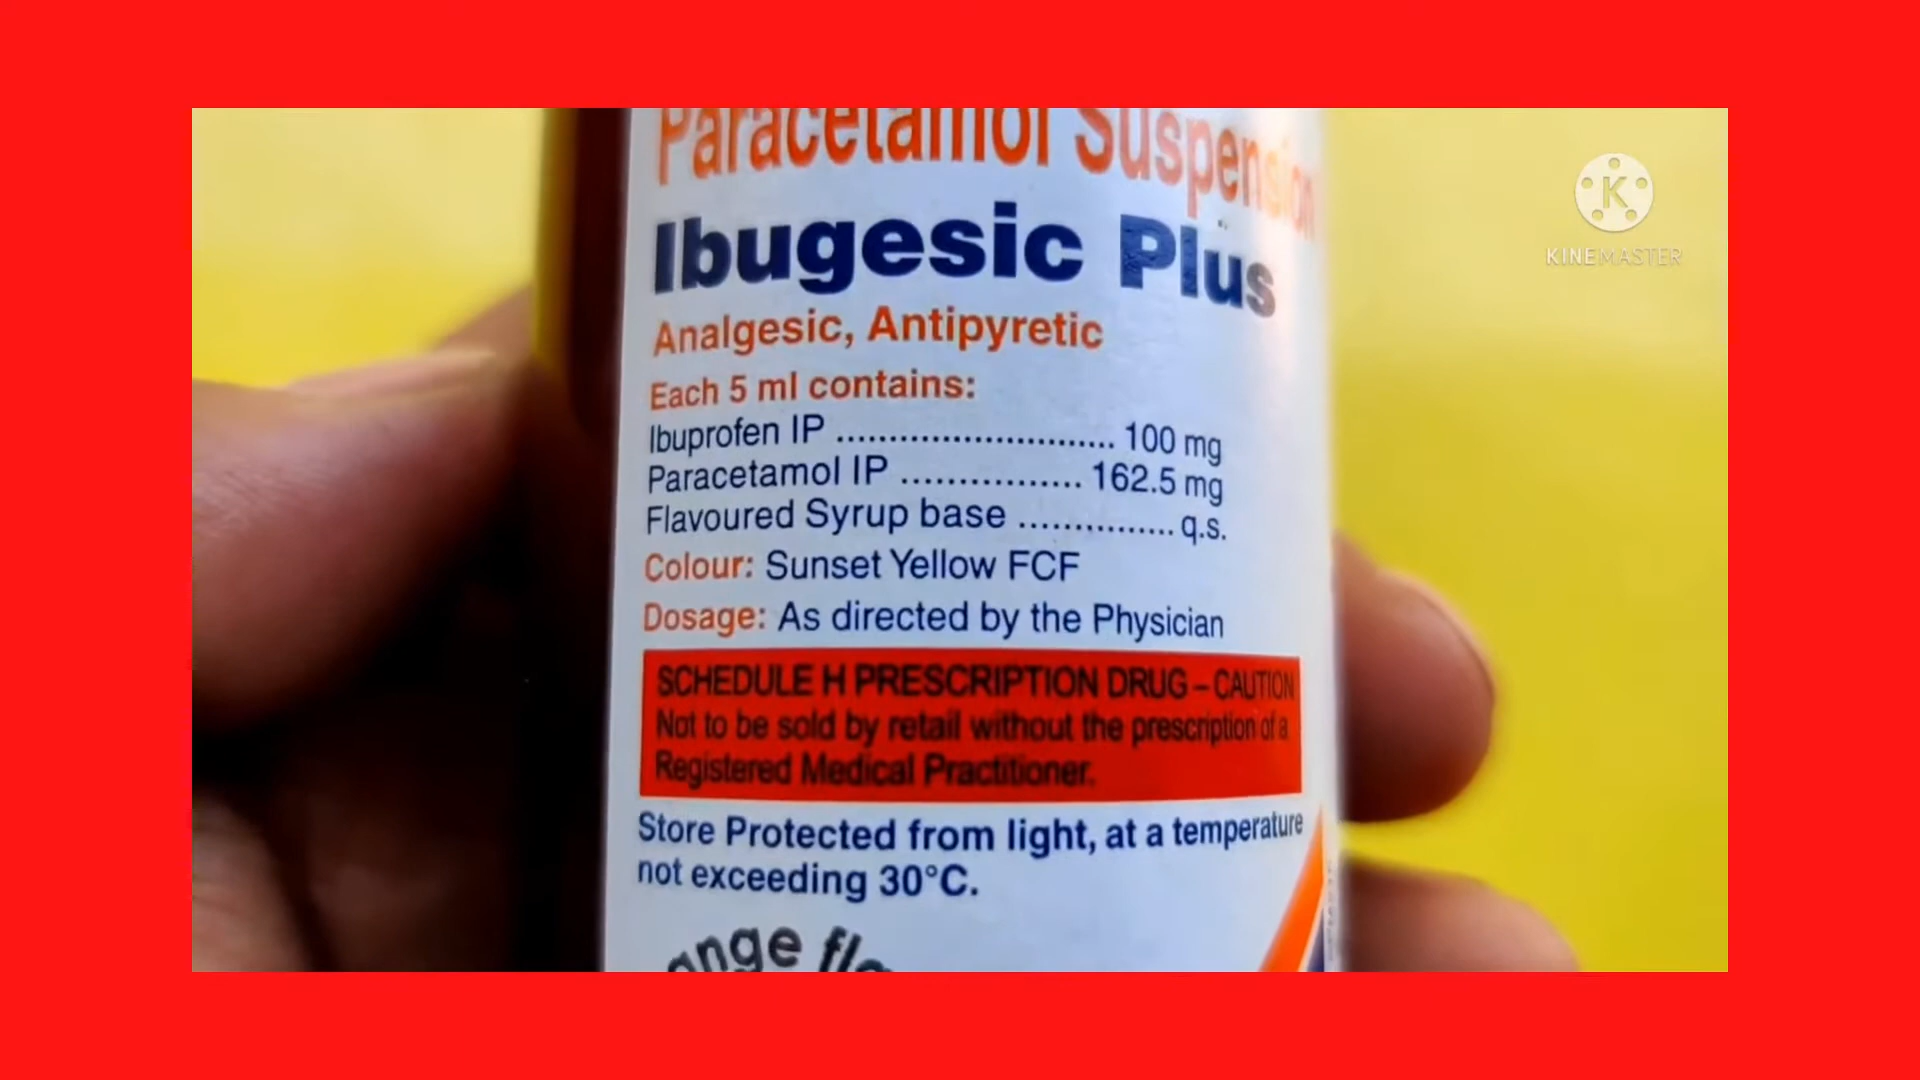 Paracetamol Suspension
Ibugesic Plus
Analgesic, Antipyretic
Each 5 ml contains:
Ibuprofen IP .......................... 100 mg
Paracetamol IP ................ 162.5 mg
Flavoured Syrup base ............... q.s.
Colour: Sunset Yellow FCF
Dosage: As directed by the Physician
SCHEDULE H PRESCRIPTION DRUG – CAUTION
Not to be sold by retail without the prescription of a
Registered Medical Practitioner.
Store Protected from light, at a temperature
not exceeding 30°C.
K
KINEMASTER